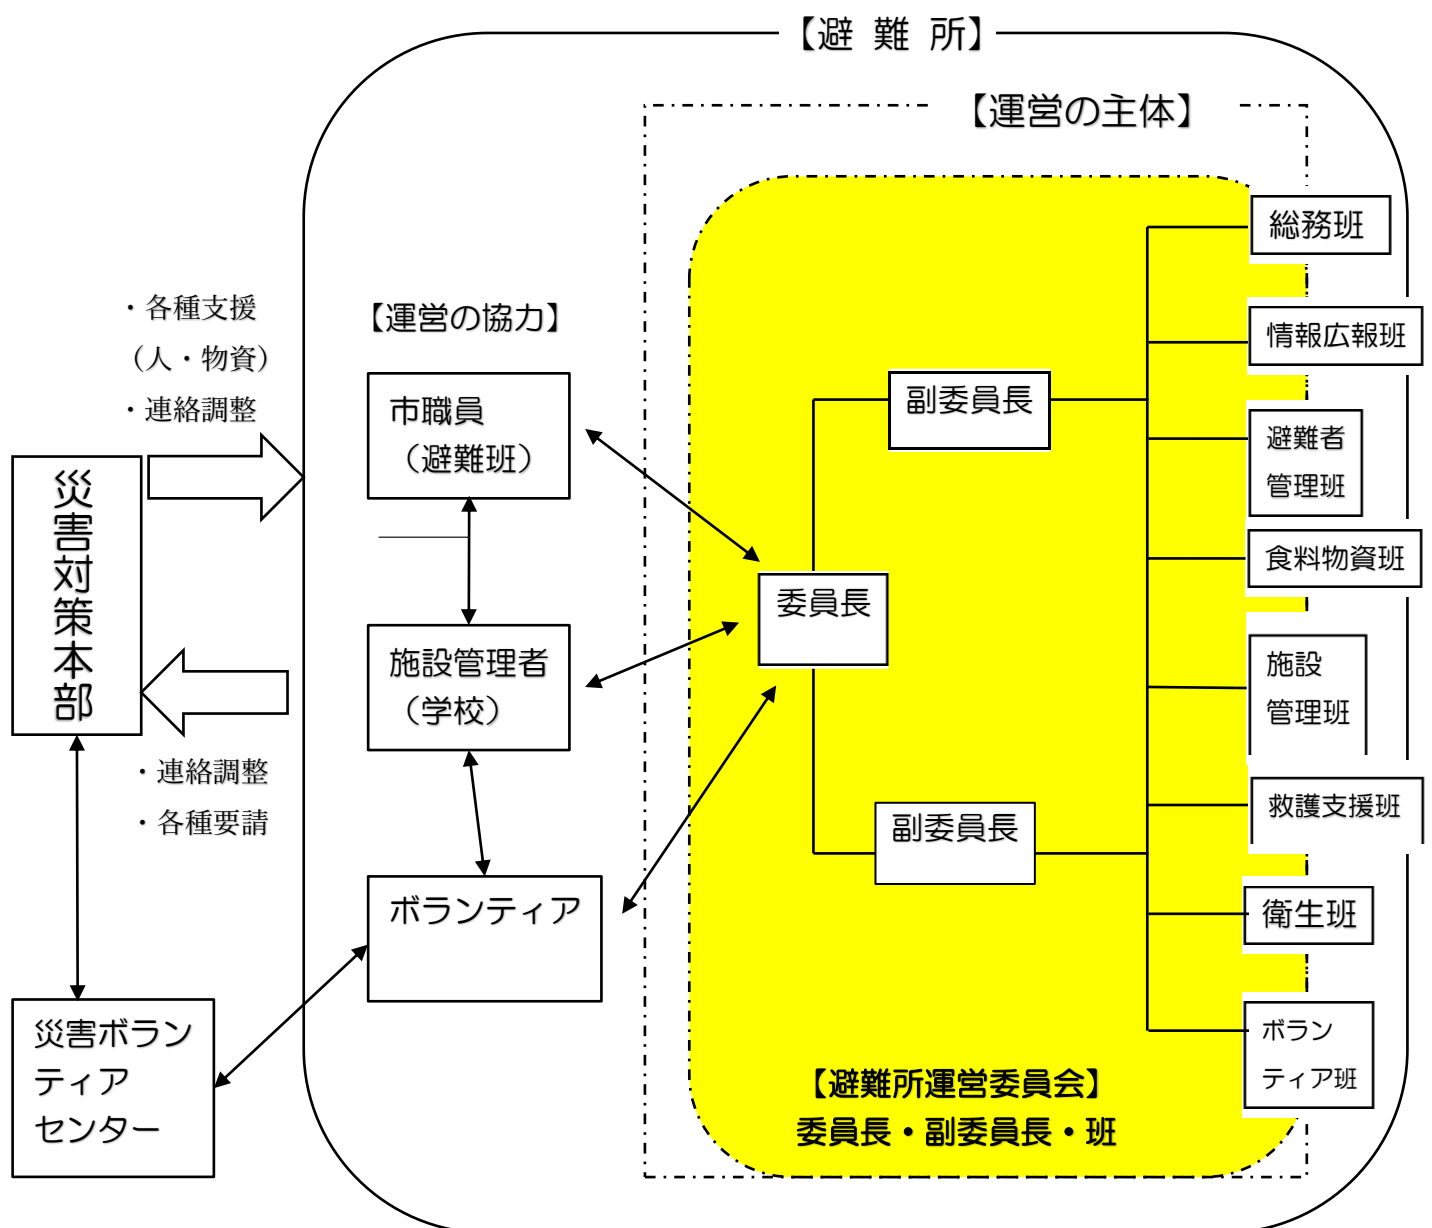 【避 難 所】
【運営の主体】
総務班
・各種支援
（人・物資）
・連絡調整
【運営の協力】
情報広報班
市職員
（避難班）
副委員長
避難者
管理班
災害対策本部
食料物資班
委員長
施設管理者
（学校）
施設
管理班
・連絡調整
・各種要請
救護支援班
副委員長
ボランティア
衛生班
災害ボラン
ティア
センター
ボラン
ティア班
【避難所運営委員会】
委員長・副委員長・班